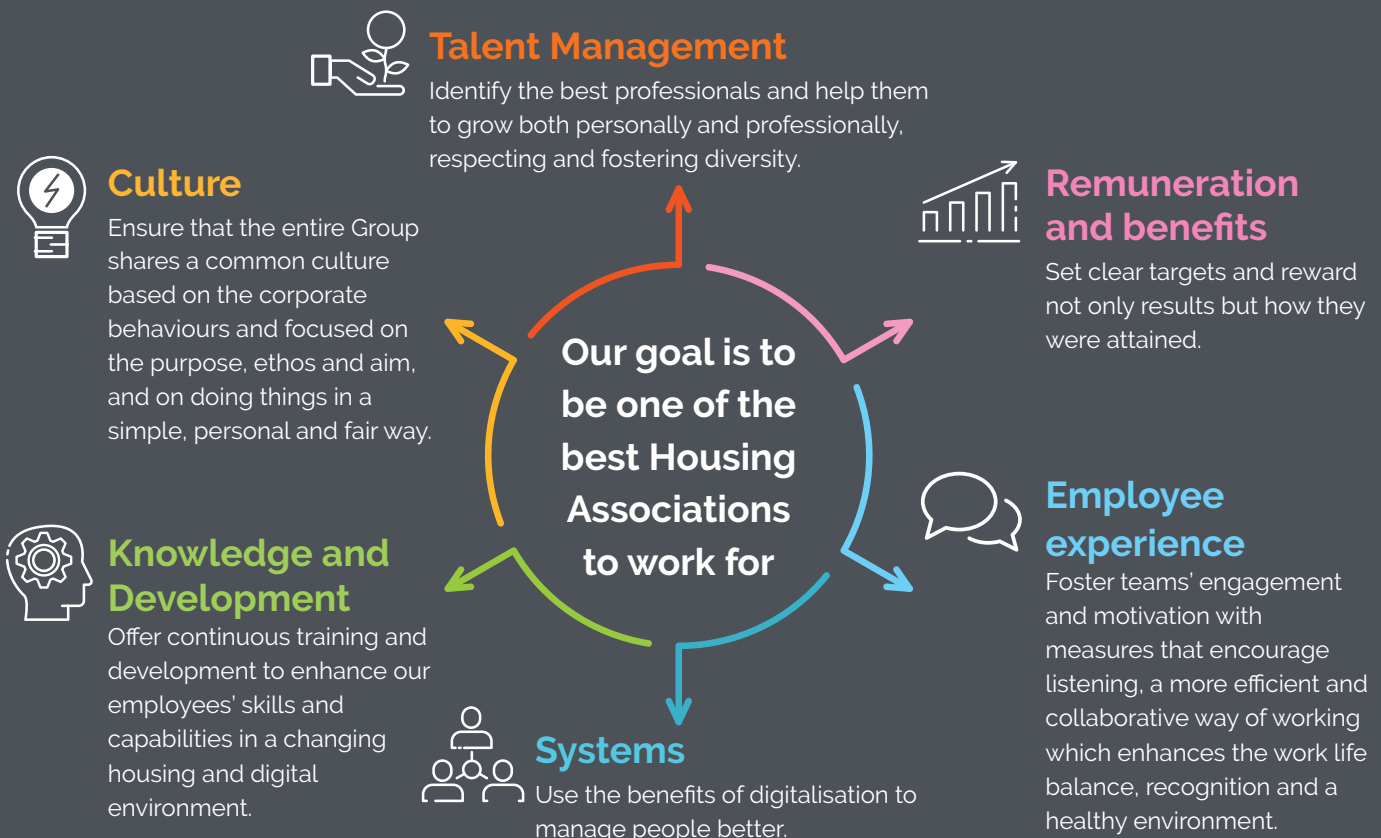 Talent Management
Identify the best professionals and help them
to grow both personally and professionally,
respecting and fostering diversity.
Culture
Ensure that the entire Group
shares a common culture
based on the corporate
behaviours and focused on
the purpose, ethos and aim,
and on doing things in a
simple, personal and fair way.
Remuneration
and benefits
Set clear targets and reward
not only results but how they
were attained.
Our goal is to
be one of the
best Housing
Associations
to work for
Knowledge and
Development
Offer continuous training and
development to enhance our
employees' skills and
capabilities in a changing
housing and digital
environment.
Employee
experience
Foster teams' engagement
and motivation with
measures that encourage
listening, a more efficient and
collaborative way of working
which enhances the work life
balance, recognition and a
healthy environment.
Systems
Use the benefits of digitalisation to
manage people better.